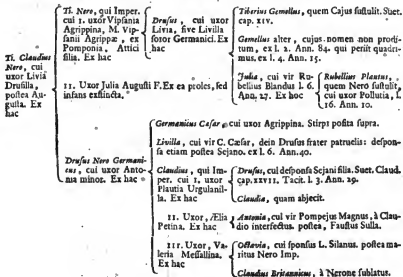 Ti. Claudius
Nero, cui
uxor Livia
Drusilla,
postea Au-
gusta. Ex
hac
Ti. Nero, qui Imper.
cui 1. uxor Vipsania
Agrippina, M. Vip-
sanii Agrippæ, ex
Pomponia, Attici
filia. Ex hac
Drusus, cui uxor
Livia, sive Livilla
soror Germanici. Ex
hac
Tiberius Gemellus, quem Cajus sustulit. Suet.
cap. XIV.
Gemellus alter, cujus nomen non prodi-
tum, ex l. 2. Ann. 84. qui periit quadri-
mus, ex l. 4. Ann. 15.
Julia, cui vir Ru-
bellius Blandus l. 6.
Ann. 27. Ex hoc
Rubellius Plautus,
quem Nero sustulit,
cui uxor Pollutia, l.
16. Ann. 10.
11. Uxor Julia Augusti F. Ex ea proles, sed
infans exstincta.
Drusus Nero Germani-
cus, cui uxor Anto-
nia minor. Ex hac
Germanicus Cæsar, cui uxor Agrippina. Stirps posita supra.
Livilla, cui vir C. Cæsar, dein Drusus frater patruelis: despon-
sa etiam postea Sejano. ex l. 6. Ann. 40.
Claudius, qui Im-
per. cui 1. uxor
Plautia Urgulanil-
la. Ex hac
Drusus, cui desponsa Sejani filia. Suet. Claud.
cap. XXVII. Tacit. l. 3. Ann. 29.
Claudia, quam abjecit.
11. Uxor, Ælia
Petina. Ex hac
Antonia, cui vir Pompejus Magnus, à Clau-
dio interfectus. postea, Faustus Sulla.
111. Uxor, Va-
leria Messallina.
Ex hac
Octavia, cui sponsus L. Silanus. postea ma-
ritus Nero Imp.
Claudius Britannicus, à Nerone sublatus.